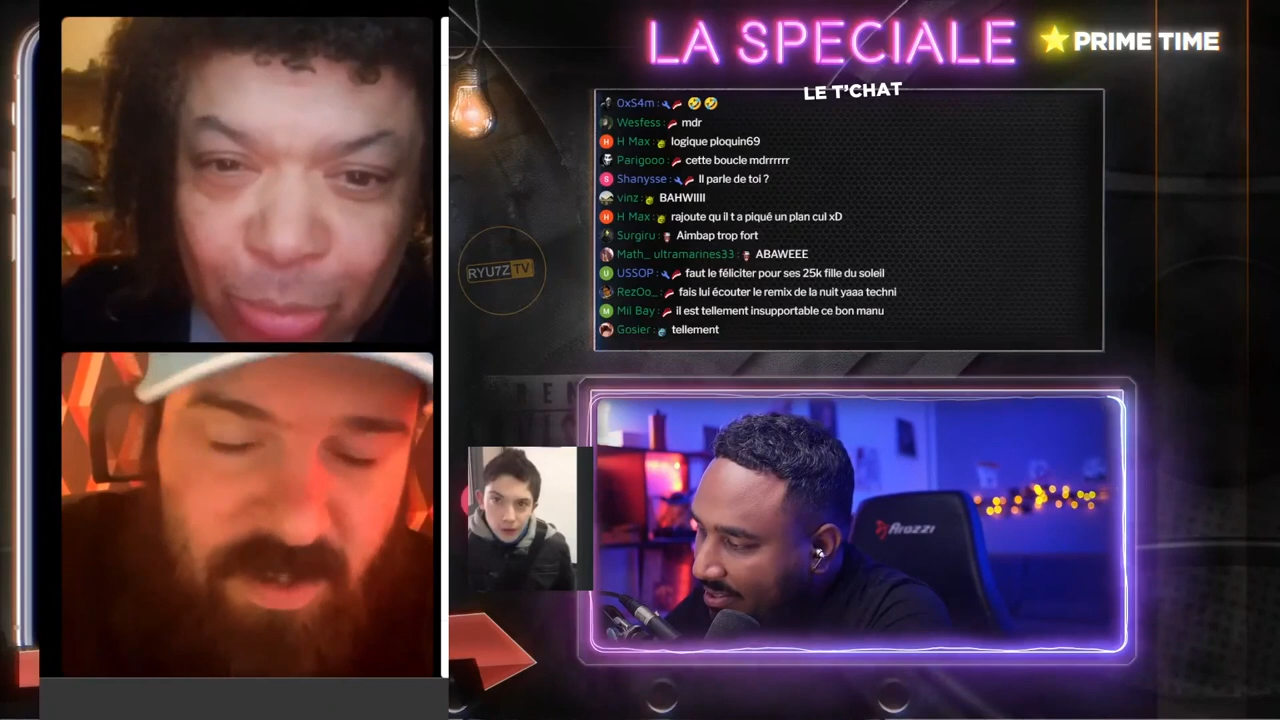 LA SPECIALE
PRIME TIME
LE T'CHAT
0xS4m :
Wesfess : mdr
H Max : logique ploquin69
Parigooo : cette boucle mdrrrrrr
Shanysse : Il parle de toi ?
vinz : BAHWIIII
H Max : rajoute qu il t a piqué un plan cul xD
Surgiru : Aimbap trop fort
Math_ ultramarines33 : ABAWEEE
USSOP : faut le féliciter pour ses 25k fille du soleil
RezOo_ : fais lui écouter le remix de la nuit yaaa techni
Mil Bay : il est tellement insupportable ce bon manu
Gosier : tellement
RYU7Z TV
Arozzi